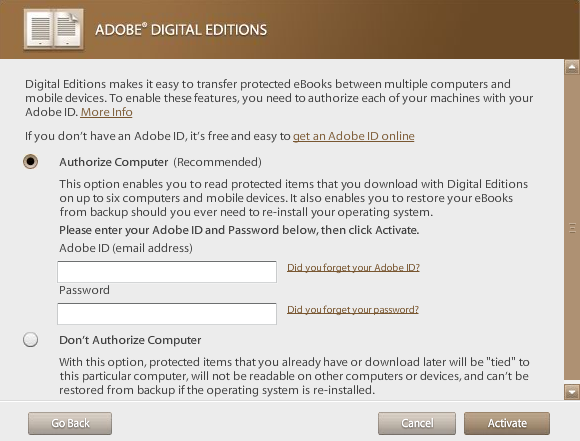 ADOBE® DIGITAL EDITIONS
Digital Editions makes it easy to transfer protected eBooks between multiple computers and
mobile devices. To enable these features, you need to authorize each of your machines with your
Adobe ID. More Info
If you don't have an Adobe ID, it's free and easy to get an Adobe ID online
Authorize Computer (Recommended)
This option enables you to read protected items that you download with Digital Editions
on up to six computers and mobile devices. It also enables you to restore your eBooks
from backup should you ever need to re-install your operating system.
Please enter your Adobe ID and Password below, then click Activate.
Adobe ID (email address)
Did you forget your Adobe ID?
Password
Did you forget your password?
Don't Authorize Computer
With this option, protected items that you already have or download later will be "tied" to
this particular computer, will not be readable on other computers or devices, and can't be
restored from backup if the operating system is re-installed.
Go Back Cancel Activate